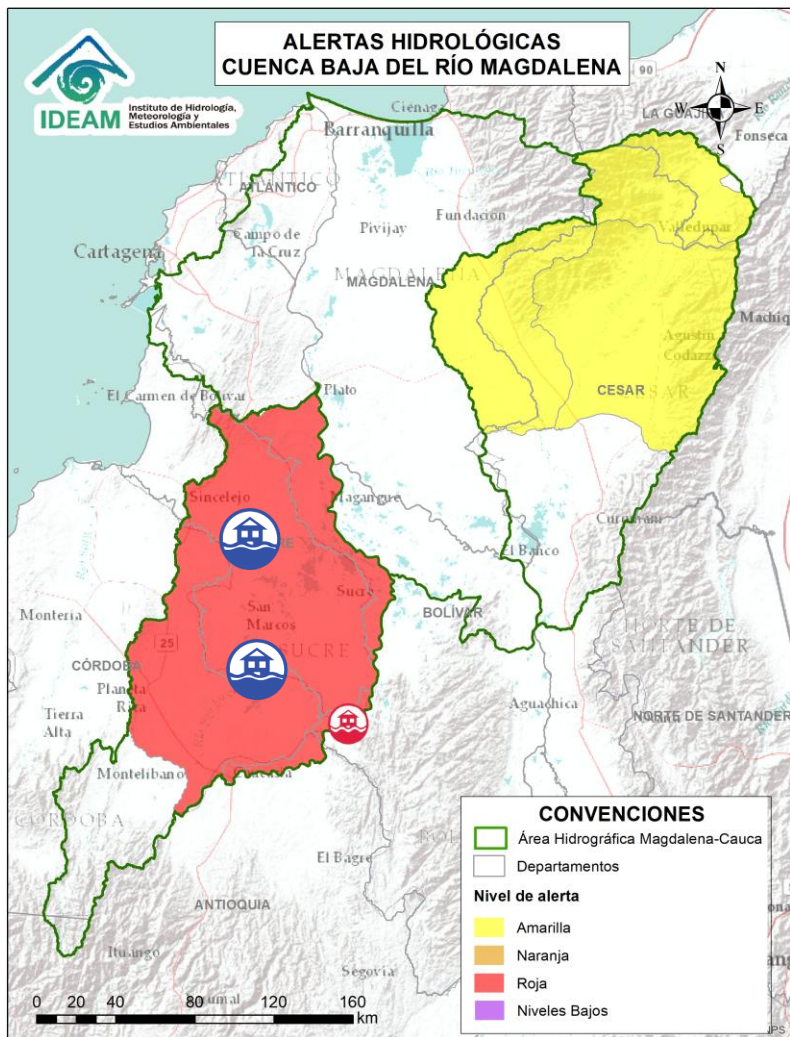 ALERTAS HIDROLÓGICAS
CUENCA BAJA DEL RÍO MAGDALENA
IDEAM
Instituto de Hidrología,
Meteorología y
Estudios Ambientales
N
W
E
S
90
LA GUAJIRA
Fonseca
Ciénaga
Barranquilla
ATLÁNTICO
Campo de
la Cruz
Pivijay
Fundación
Valledupar
Cartagena
MAGDALENA
MAGDALENA
Agustín
Codazzi
Machiq
CESAR
El Carmen de Bolívar
Plato
Sincelejo
Magangué
Curumaní
El Banco
Sucre
San
Marcos
SUCRE
BOLÍVAR
NORTE DE
SANTANDER
Montería
25
CÓRDOBA
Planeta
Rica
Tierra
Alta
Aguachica
NORTE DE SANTANDER
Montelíbano
CÓRDOBA
El Bagre
ANTIOQUIA
Ituango
Segovia
CONVENCIONES
Área Hidrográfica Magdalena-Cauca
Departamentos
Nivel de alerta
Amarilla
Naranja
Roja
Niveles Bajos
0 20 40 80 120 160
km